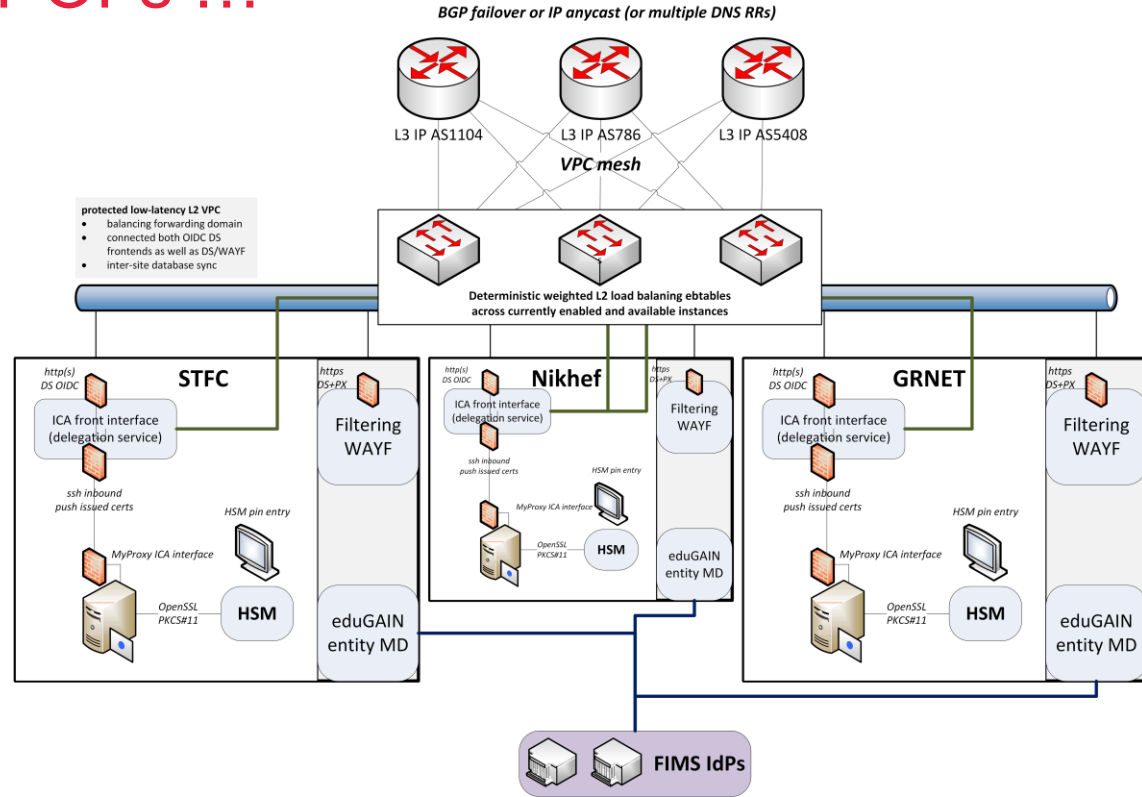 BGP failover or IP anycast (or multiple DNS RRs)
L3 IP AS1104
L3 IP AS786
L3 IP AS5408
VPC mesh
protected low-latency L2 VPC
• balancing forwarding domain
• connected both OIDC DS
frontends as well as DS/WAYF
• inter-site database sync
Deterministic weighted L2 load balaning ebtables
across currently enabled and available instances
http(s)
DS OIDC
STFC
https
DS+PX
ICA front interface
(delegation service)
Filtering
WAYF
ssh inbound
push issued certs
HSM pin entry
MyProxy ICA interface
OpenSSL
PKCS#11
HSM
eduGAIN
entity MD
http(s)
DS OIDC
Nikhef
https
DS+PX
ICA front interface
(delegation service)
Filtering
WAYF
ssh inbound
push issued certs
HSM pin entry
MyProxy ICA interface
OpenSSL
PKCS#11
HSM
eduGAIN
entity MD
http(s)
DS OIDC
GRNET
https
DS+PX
ICA front interface
(delegation service)
Filtering
WAYF
ssh inbound
push issued certs
HSM pin entry
MyProxy ICA interface
OpenSSL
PKCS#11
HSM
eduGAIN
entity MD
FIMS IdPs